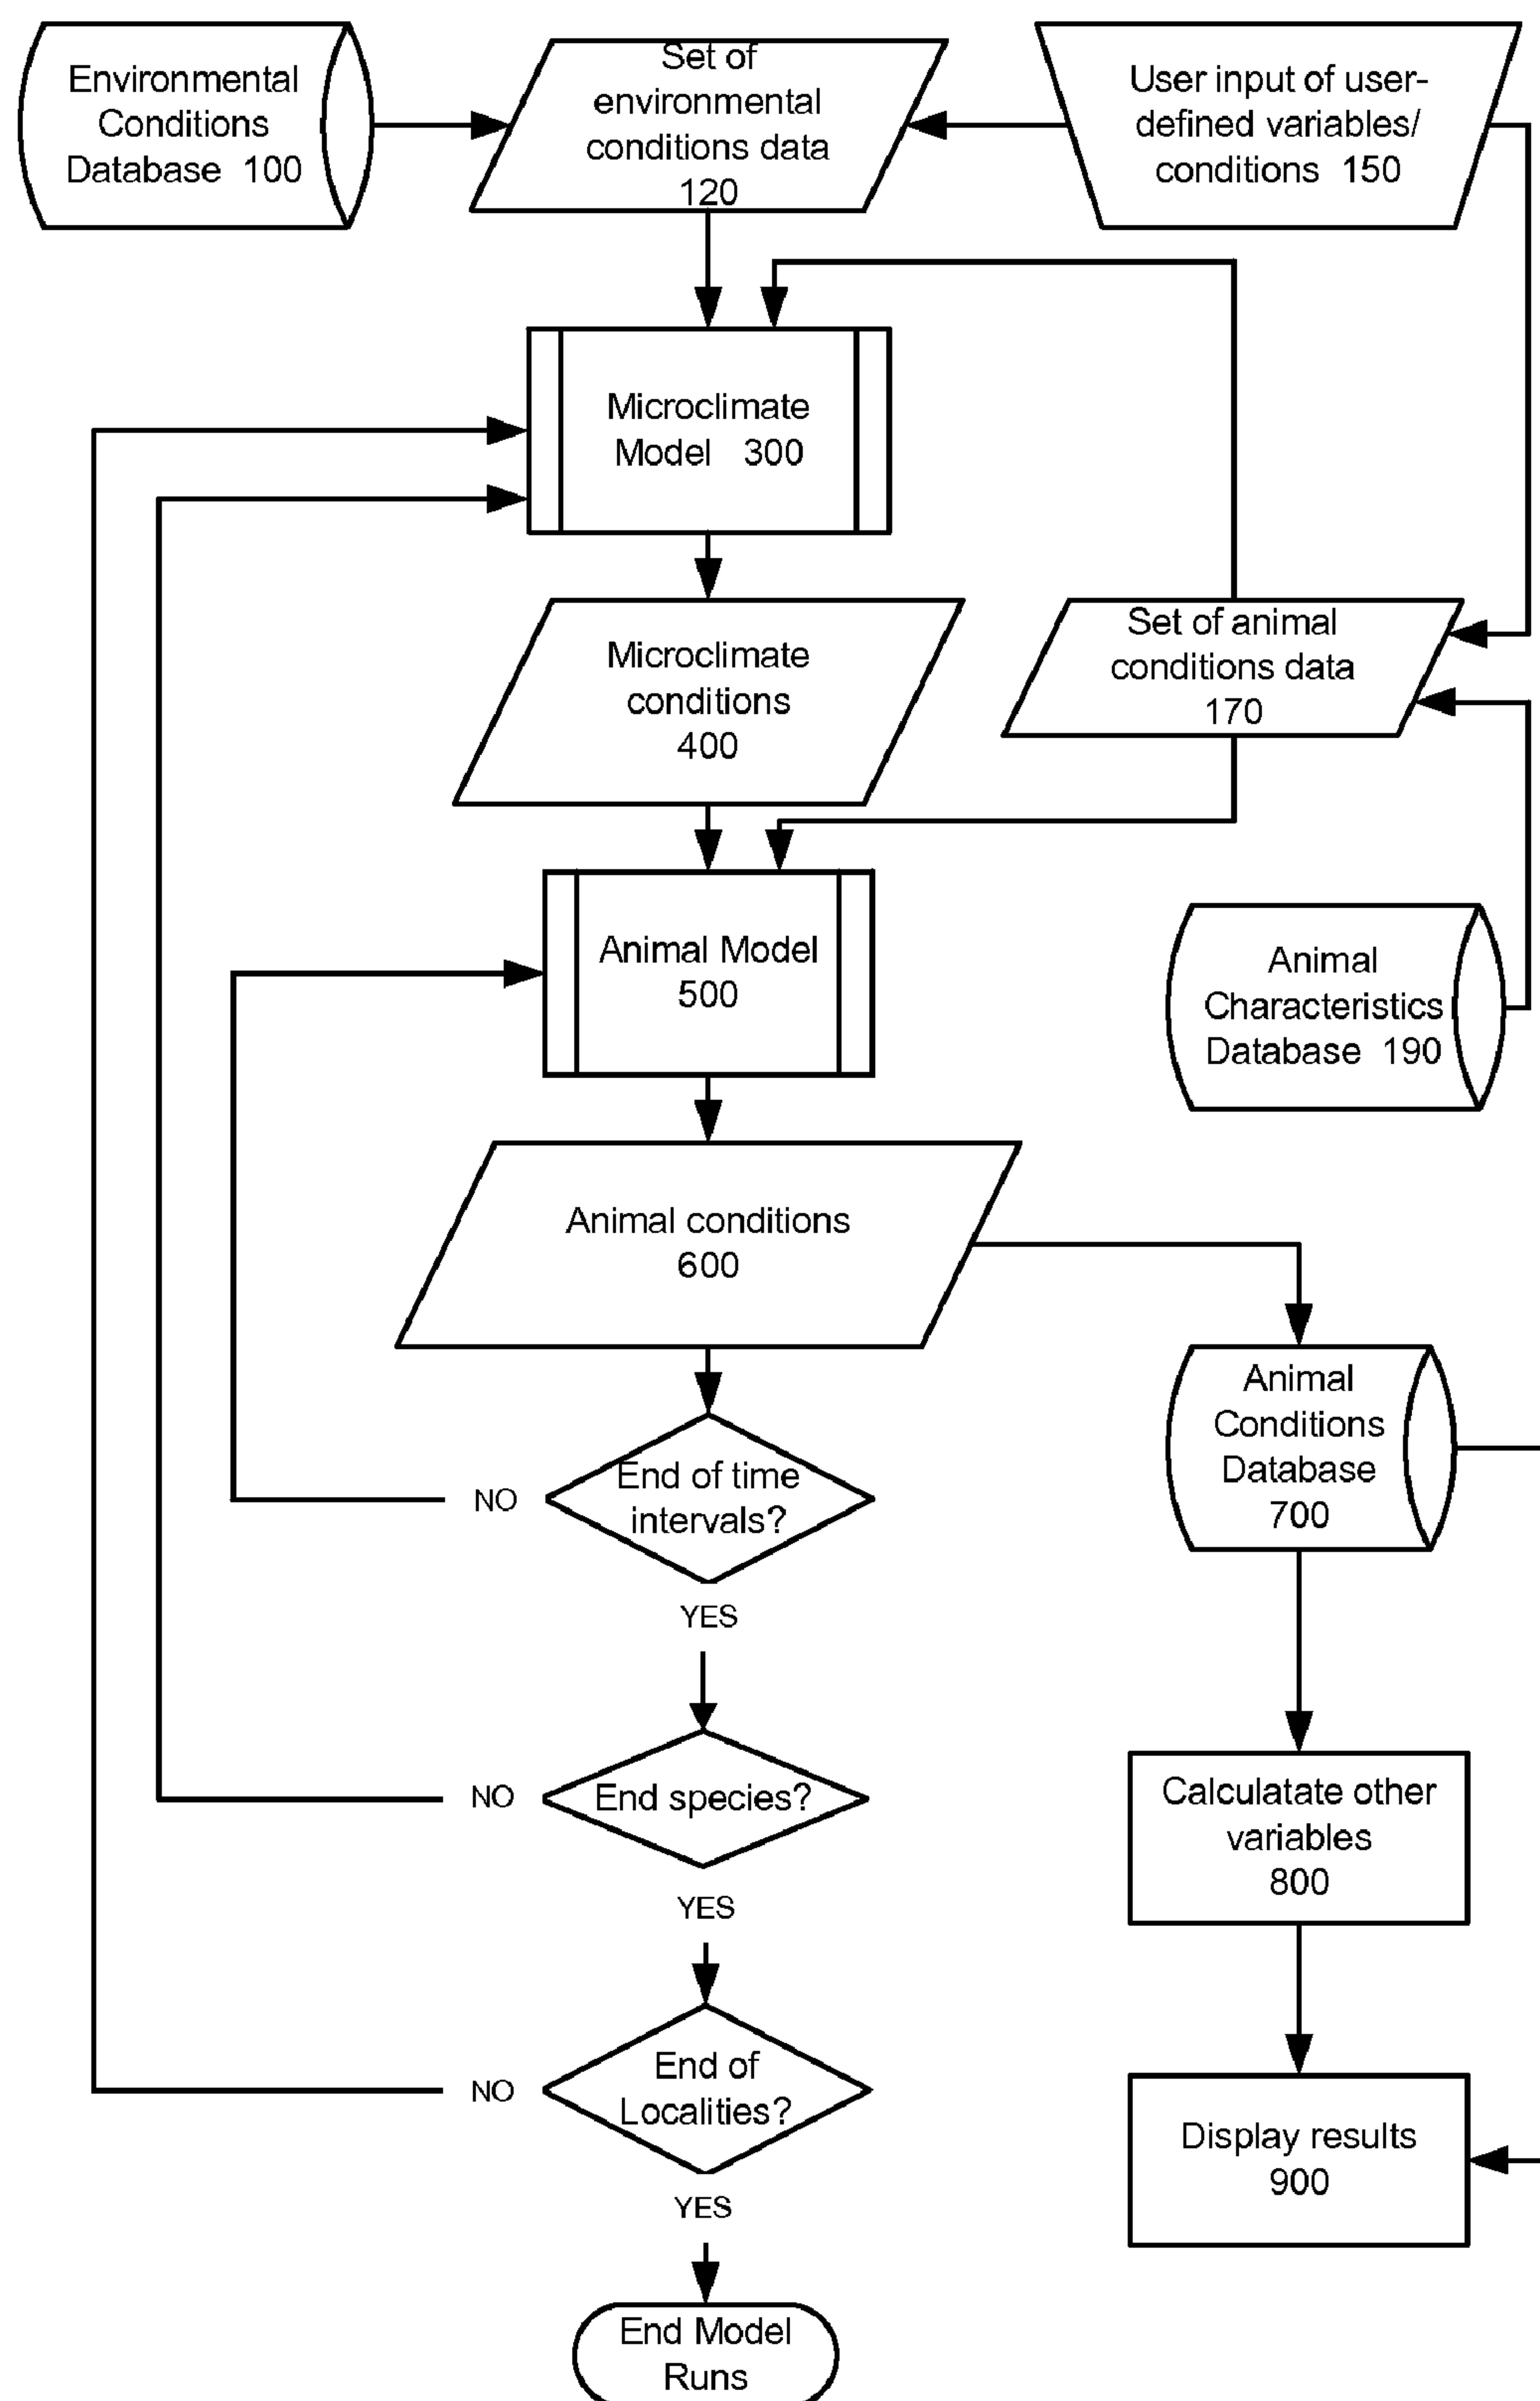 Environmental
Conditions
Database 100
Set of
environmental
conditions data
120
User input of user-
defined variables/
conditions 150
Microclimate
Model 300
Microclimate
conditions
400
Set of animal
conditions data
170
Animal Model
500
Animal
Characteristics
Database 190
Animal conditions
600
Animal
Conditions
Database
700
End of time
intervals?
NO
YES
End species?
NO
YES
Calculatate other
variables
800
End of
Localities?
NO
YES
Display results
900
End Model
Runs